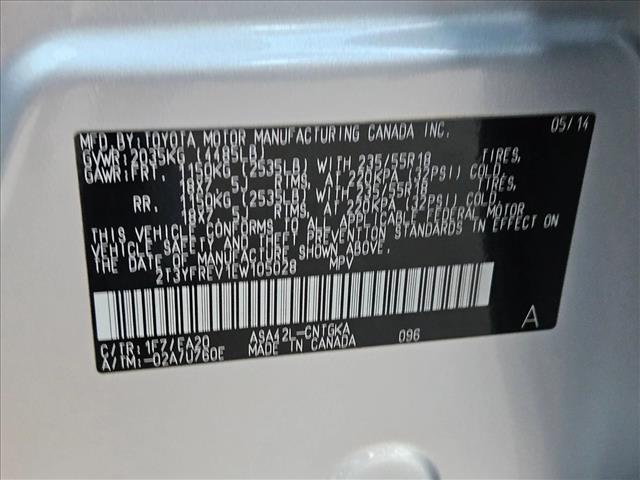 MFD.BY:TOYOTA MOTOR MANUFACTURING CANADA INC. 05/14
GVWR:2035KG (4485LB)
GAWR:FRT. 1150KG (2535LB) WITH 235/55R18 TIRES,
18X7.5J RIMS, AT 220KPA (32PSI) COLD.
RR. 1150KG (2535LB) WITH 235/55R18 TIRES,
18X7.5J RIMS, AT 220KPA (32PSI) COLD.
THIS VEHICLE CONFORMS TO ALL APPLICABLE FEDERAL MOTOR
VEHICLE SAFETY AND THEFT PREVENTION STANDARDS IN EFFECT ON
THE DATE OF MANUFACTURE SHOWN ABOVE.
2T3YFREV1EW105028 MPV
A
C/TR:1F7/EA20 ASA42L-CNTGKA 096
A/TM:-02A/U760E MADE IN CANADA